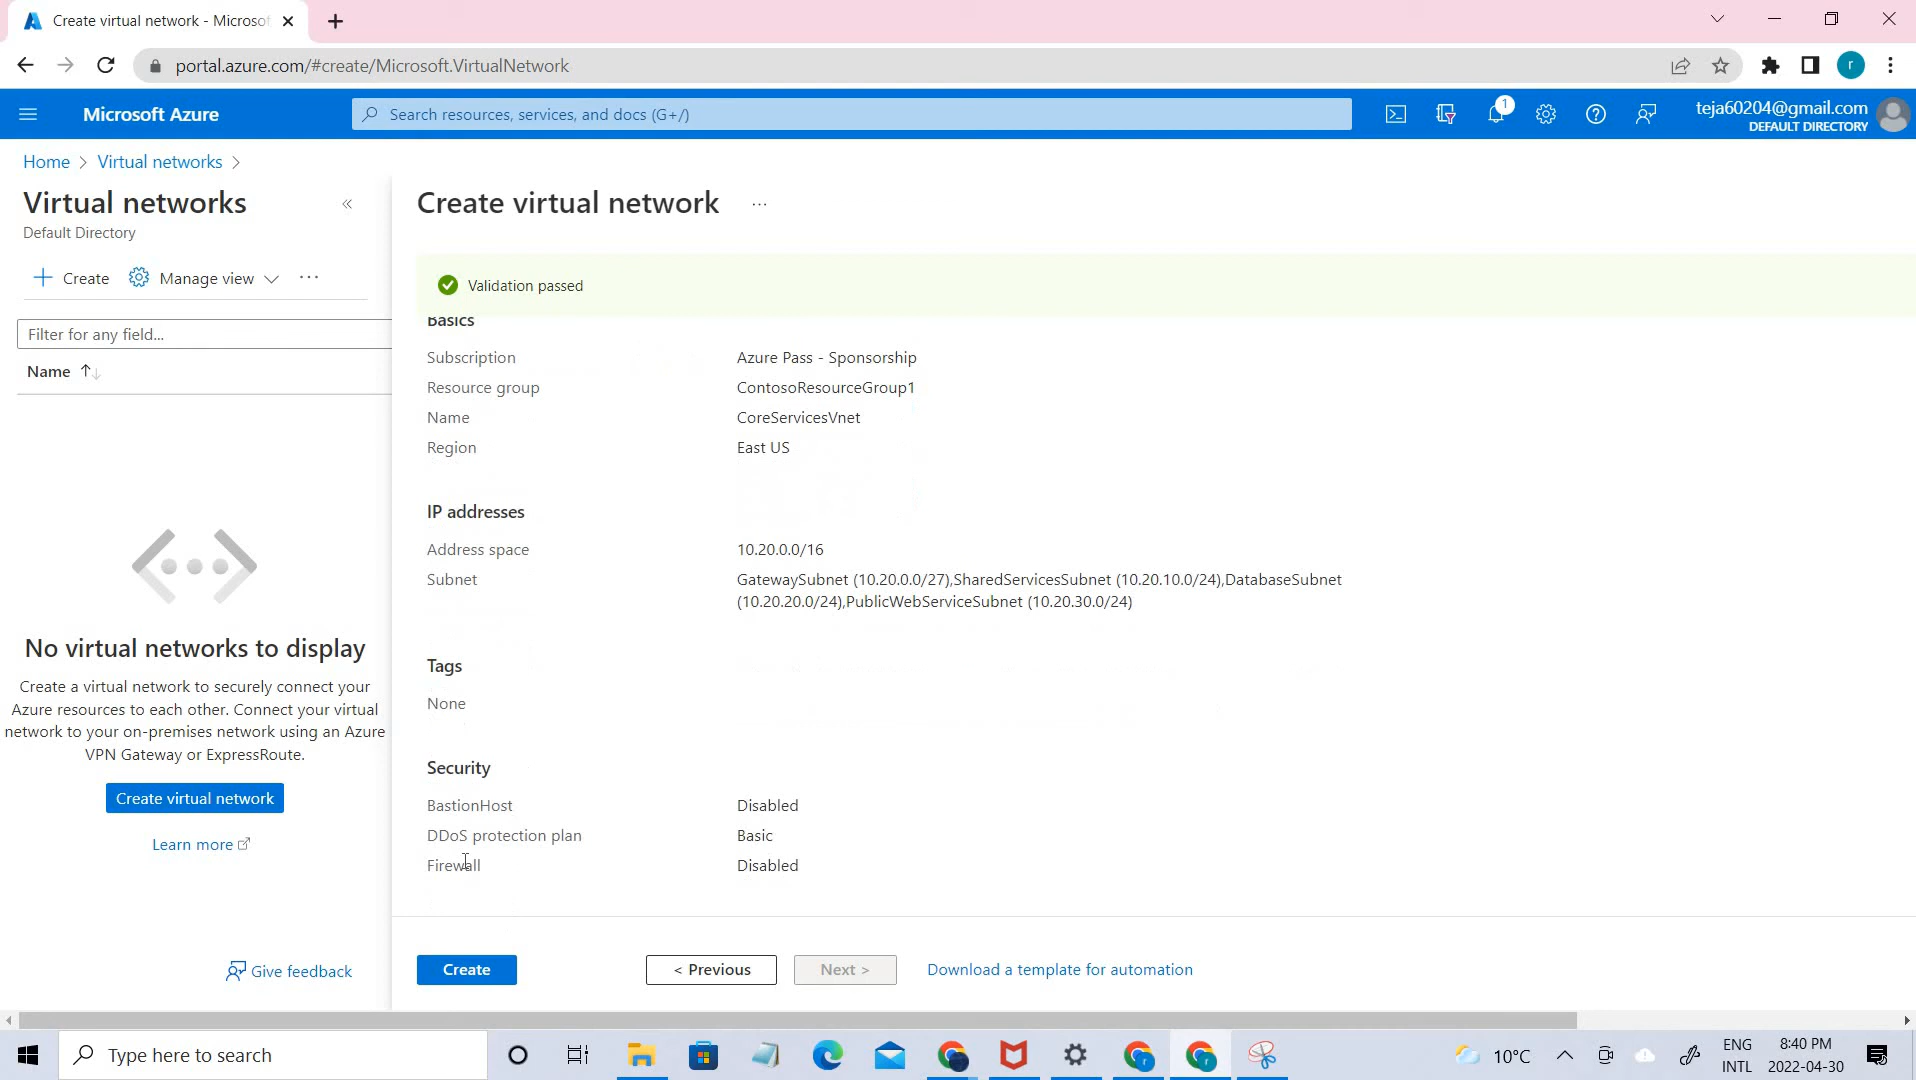 Create virtual network - Microsof
portal.azure.com/#create/Microsoft.VirtualNetwork
r
Microsoft Azure
Search resources, services, and docs (G+/)
1
teja60204@gmail.com
DEFAULT DIRECTORY
Home > Virtual networks >
Virtual networks
Default Directory
Create
Manage view
Filter for any field...
Name
No virtual networks to display
Create a virtual network to securely connect your
Azure resources to each other. Connect your virtual
network to your on-premises network using an Azure
VPN Gateway or ExpressRoute.
Create virtual network
Learn more
Give feedback
Create virtual network
Validation passed
Basics
Subscription Azure Pass - Sponsorship
Resource group ContosoResourceGroup1
Name CoreServicesVnet
Region East US
IP addresses
Address space 10.20.0.0/16
Subnet GatewaySubnet (10.20.0.0/27),SharedServicesSubnet (10.20.10.0/24),DatabaseSubnet
(10.20.20.0/24),PublicWebServiceSubnet (10.20.30.0/24)
Tags
None
Security
BastionHost Disabled
DDoS protection plan Basic
Firewall Disabled
Create
< Previous
Next >
Download a template for automation
Type here to search
10°C
ENG
INTL
8:40 PM
2022-04-30